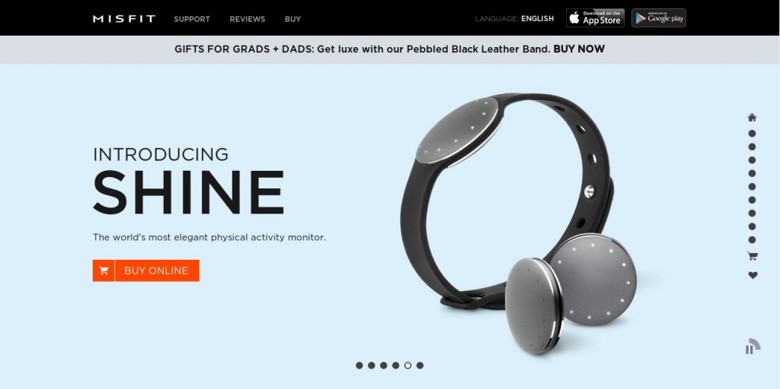 MISFIT SUPPORT REVIEWS BUY LANGUAGE: ENGLISH Download on the App Store Google play
GIFTS FOR GRADS + DADS: Get luxe with our Pebbled Black Leather Band. BUY NOW
INTRODUCING
SHINE
The world's most elegant physical activity monitor.
BUY ONLINE